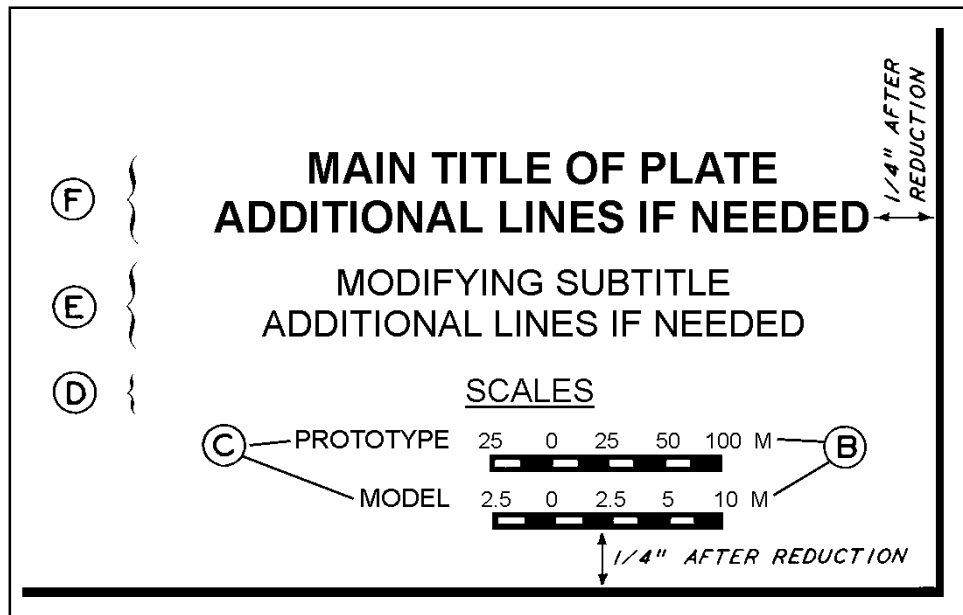 1/4" AFTER
REDUCTION
MAIN TITLE OF PLATE
F
ADDITIONAL LINES IF NEEDED
MODIFYING SUBTITLE
E
ADDITIONAL LINES IF NEEDED
D
SCALES
C
PROTOTYPE 25 0 25 50 100 M
B
MODEL 2.5 0 2.5 5 10 M
1/4" AFTER REDUCTION